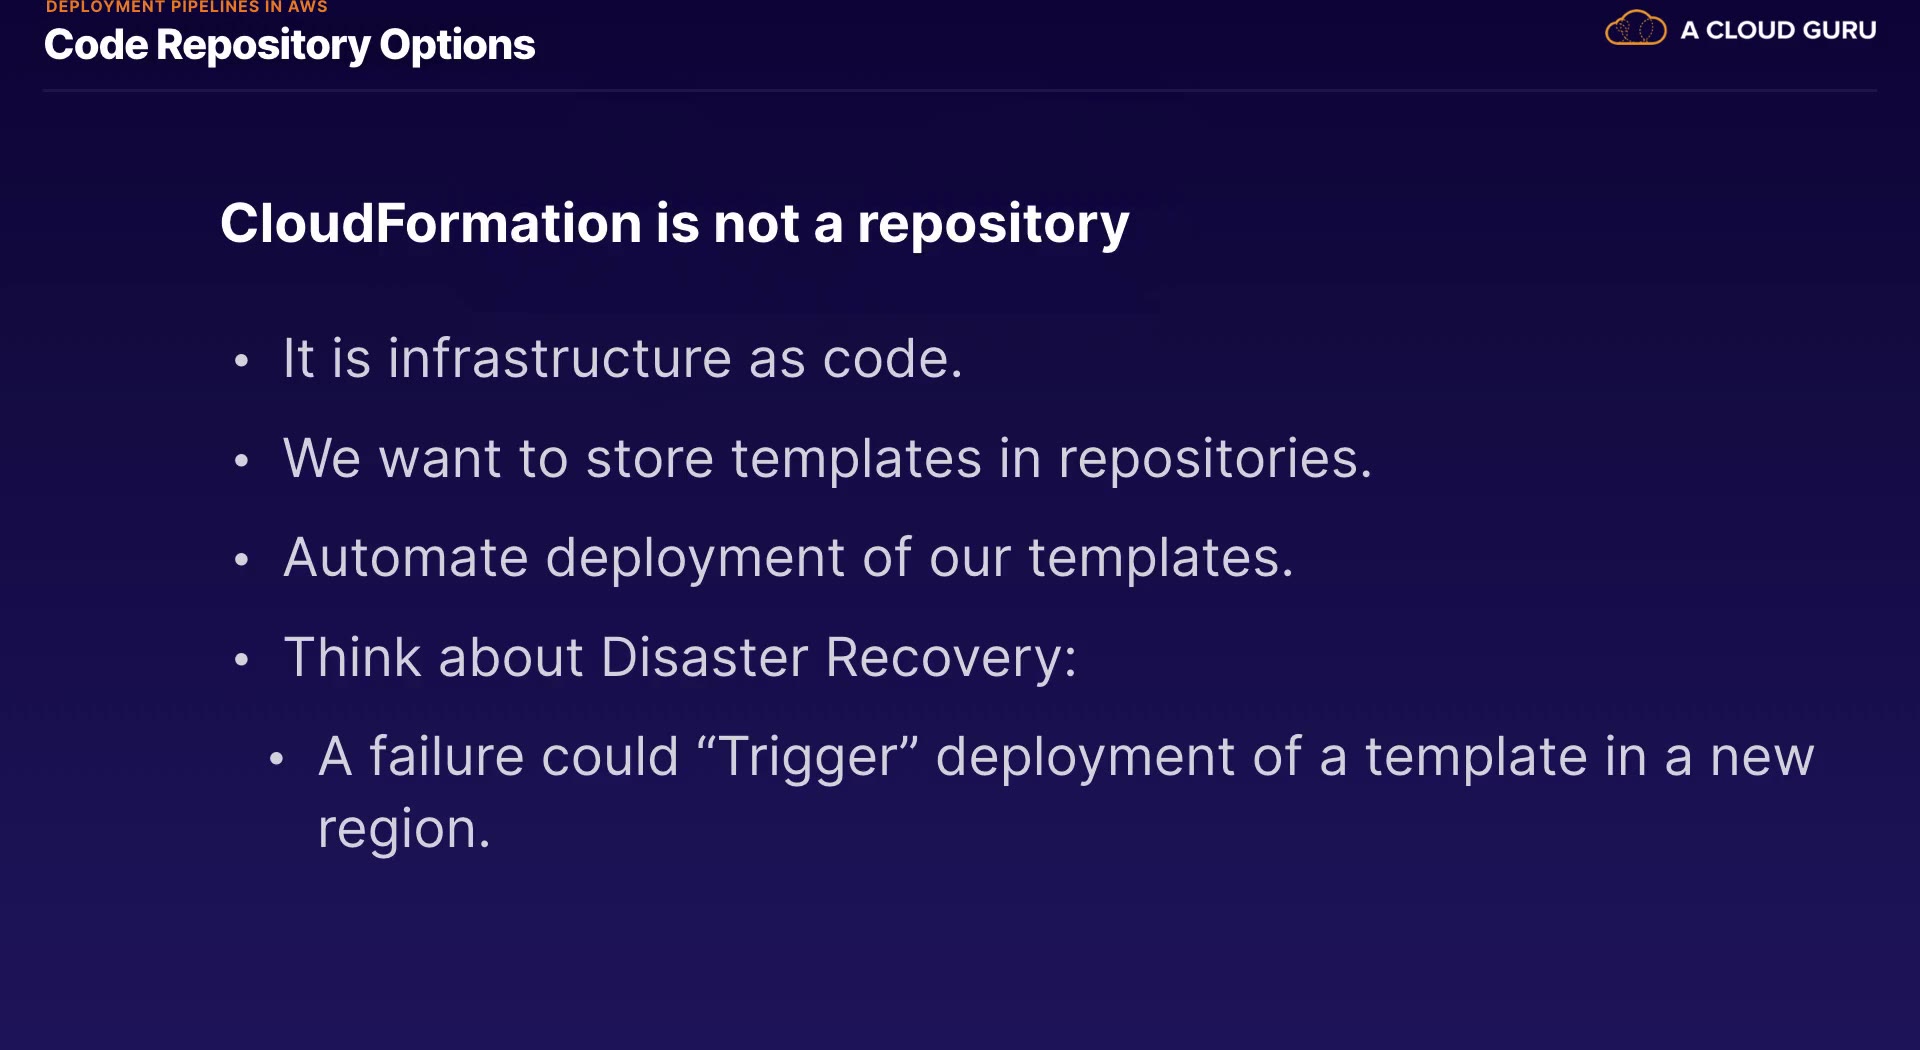 DEPLOYMENT PIPELINES IN AWS
Code Repository Options
A CLOUD GURU
CloudFormation is not a repository
• It is infrastructure as code.
• We want to store templates in repositories.
• Automate deployment of our templates.
• Think about Disaster Recovery:
• A failure could “Trigger” deployment of a template in a new
region.